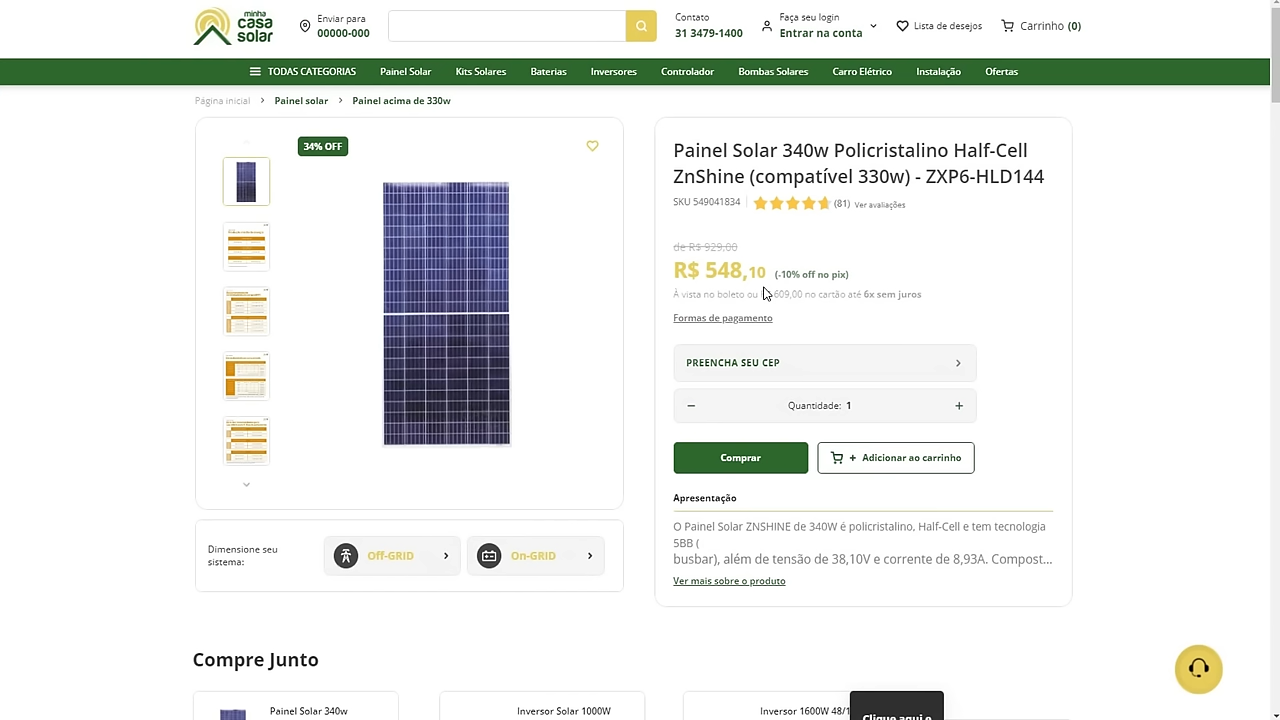 minha
casa
solar
Enviar para
00000-000
Contato
31 3479-1400
Faça seu login
Entrar na conta
Lista de desejos
Carrinho (0)
TODAS CATEGORIAS
Painel Solar
Kits Solares
Baterias
Inversores
Controlador
Bombas Solares
Carro Elétrico
Instalação
Ofertas
Página inicial > Painel solar > Painel acima de 330w
34% OFF
Painel Solar 340w Policristalino Half-Cell
ZnShine (compatível 330w) - ZXP6-HLD144
SKU 549041834
(81) Ver avaliações
de R$ 929,00
R$ 548,10 (-10% off no pix)
À vista no boleto ou 609,00 no cartão até 6x sem juros
Formas de pagamento
PREENCHA SEU CEP
− Quantidade: 1 +
Comprar
+ Adicionar ao carrinho
Apresentação
O Painel Solar ZNSHINE de 340W é policristalino, Half-Cell e tem tecnologia
5BB (
busbar), além de tensão de 38,10V e corrente de 8,93A. Compost...
Ver mais sobre o produto
Dimensione seu
sistema:
Off-GRID
On-GRID
Compre Junto
Painel Solar 340w
Inversor Solar 1000W
Inversor 1600W 48/1
Clique aqui e